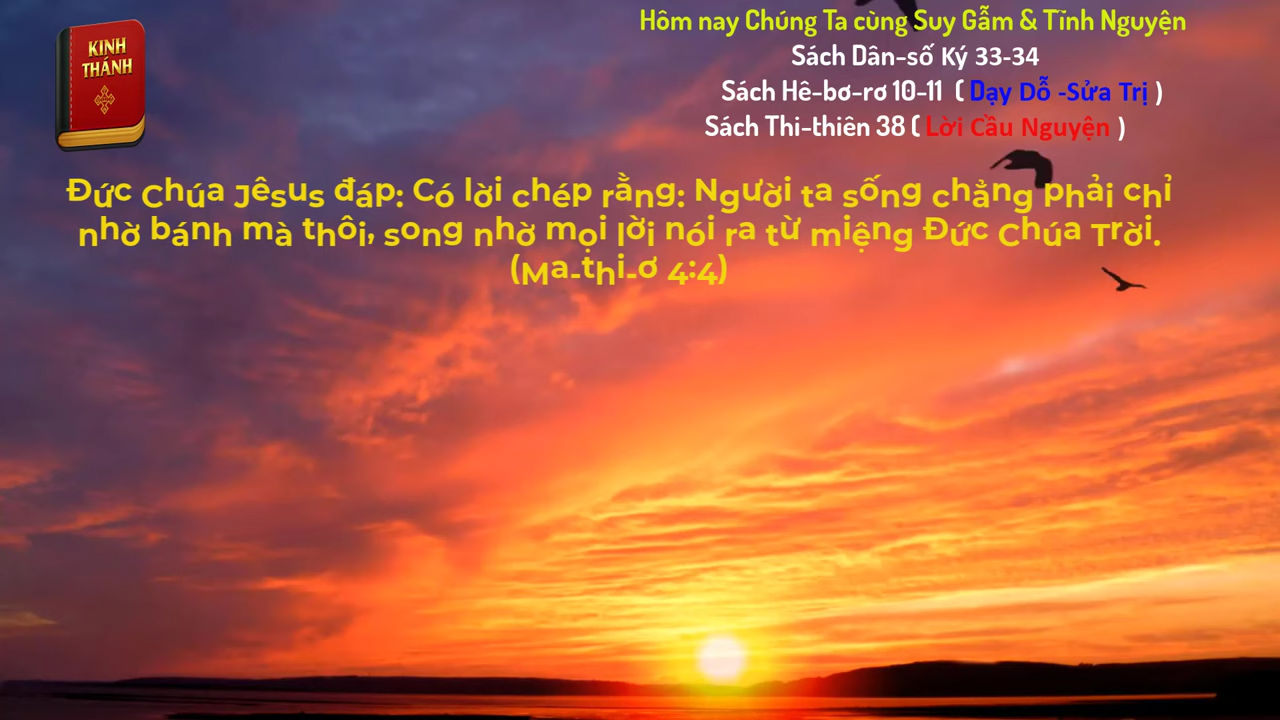 KINH
THÁNH
Hôm nay Chúng Ta cùng Suy Gẫm & Tĩnh Nguyện
Sách Dân-số Ký 33-34
Sách Hê-bơ-rơ 10-11 ( Dạy Dỗ -Sửa Trị )
Sách Thi-thiên 38 ( Lời Cầu Nguyện )
Đức Chúa Jêsus đáp: Có lời chép rằng: Người ta sống chẳng phải chỉ
nhờ bánh mà thôi, song nhờ mọi lời nói ra từ miệng Đức Chúa Trời.
(Ma-thi-ơ 4:4)